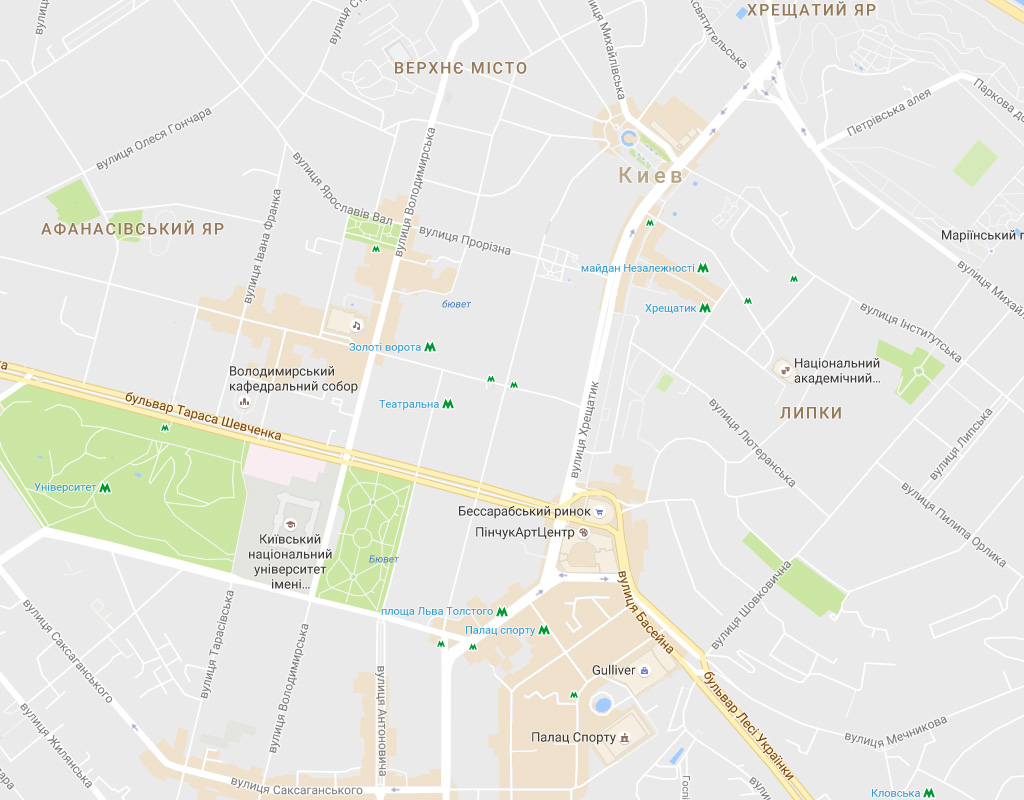 ХРЕЩАТИЙ ЯР
ВЕРХНЄ МІСТО
вулиця Михайлівська
Петрівська алея
вулиця Олеся Гончара
вулиця Володимирська
Киев
вулиця Ярославів Вал
вулиця Івана Франка
АФАНАСІВСЬКИЙ ЯР
вулиця Прорізна
майдан Незалежності
бювет
Хрещатик
вулиця Інститутська
Золоті ворота
Володимирський
кафедральний собор
Національний
академічний...
Театральна
ЛИПКИ
бульвар Тараса Шевченка
вулиця Хрещатик
вулиця Лютеранська
вулиця Липська
Університет
Бессарабський ринок
ПінчукАртЦентр
Київський
національний
університет
імені...
Бювет
вулиця Пилипа Орлика
вулиця Шовковична
площа Льва Толстого
Палац спорту
вулиця Басейна
вулиця Саксаганського
вулиця Тарасівська
вулиця Володимирська
Gulliver
вулиця Антоновича
бульвар Лесі Українки
Палац Спорту
вулиця Мечникова
вулиця Жилянська
вулиця Саксаганського
Кловська